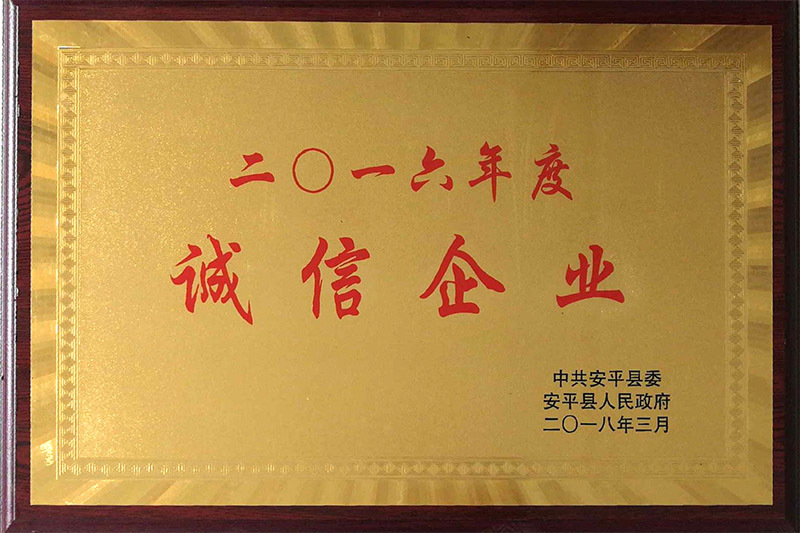 二〇一六年度
诚信企业
中共安平县委
安平县人民政府
二〇一八年三月